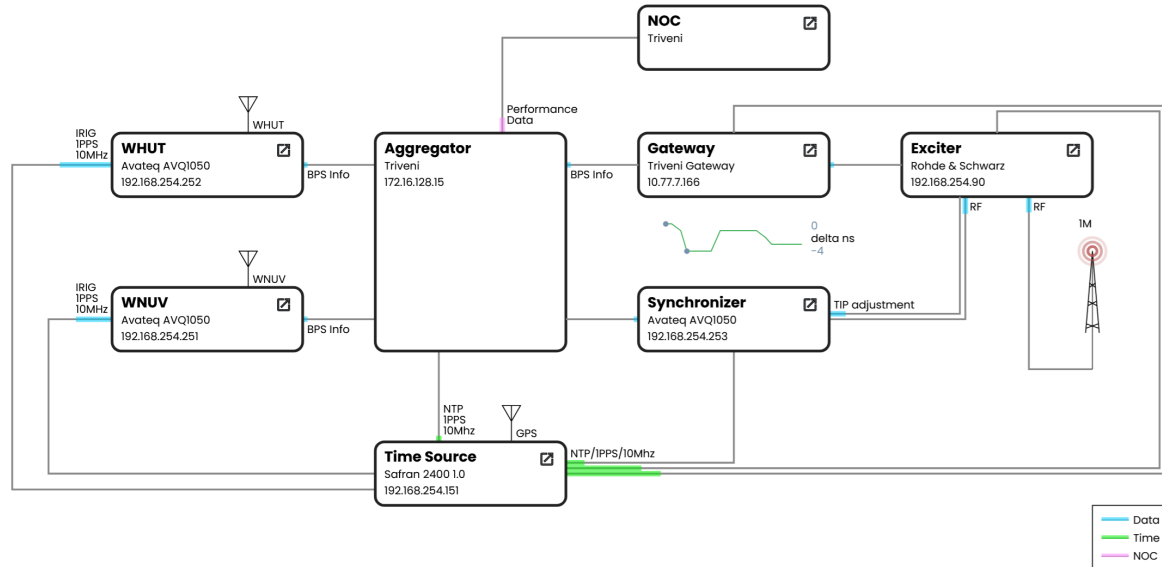 NOC
Triveni
Performance
Data
WHUT
IRIG
1PPS
10MHz
WHUT
Avateq AVQ1050
192.168.254.252
BPS Info
Aggregator
Triveni
172.16.128.15
BPS Info
Gateway
Triveni Gateway
10.77.7.166
Exciter
Rohde & Schwarz
192.168.254.90
RF
RF
1M
0
delta ns
-4
WNUV
IRIG
1PPS
10MHz
WNUV
Avateq AVQ1050
192.168.254.251
BPS Info
Synchronizer
Avateq AVQ1050
192.168.254.253
TIP adjustment
NTP
1PPS
10Mhz
GPS
Time Source
Safran 2400 1.0
192.168.254.151
NTP/1PPS/10Mhz
Data
Time
NOC